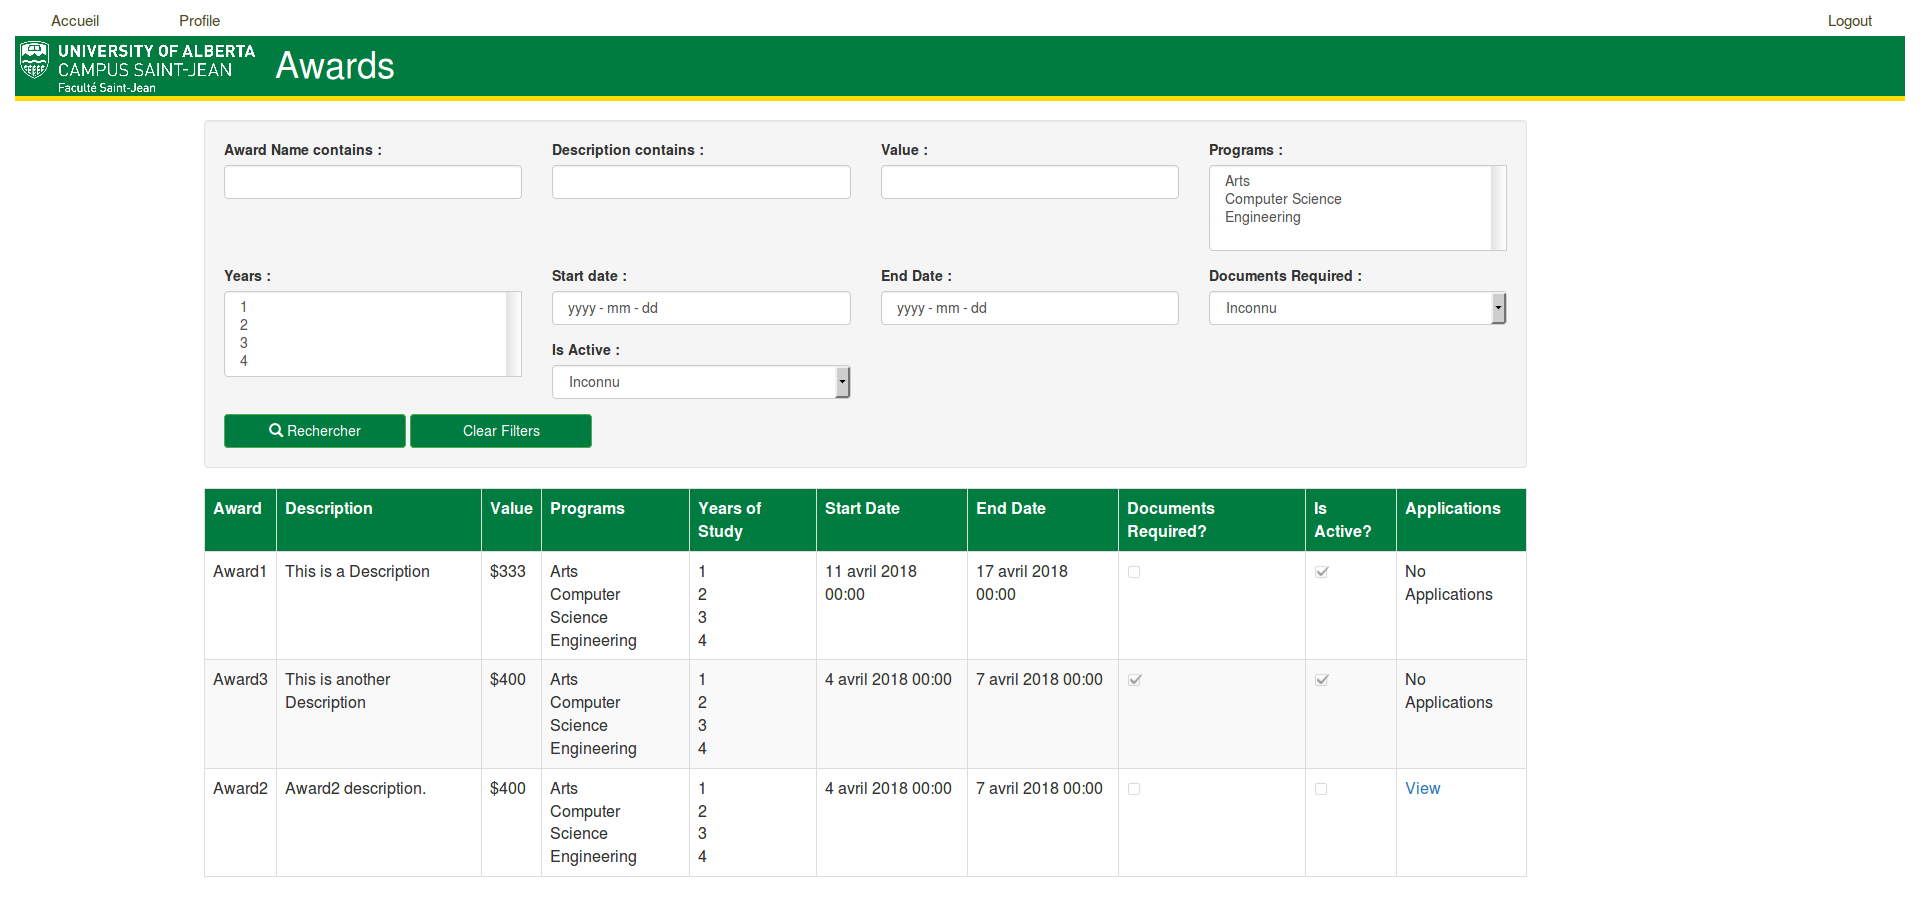 Accueil Profile Logout
UNIVERSITY OF ALBERTA
CAMPUS SAINT-JEAN
Faculté Saint-Jean
Awards
Award Name contains : Description contains : Value : Programs :
Arts
Computer Science
Engineering
Years : Start date : End Date : Documents Required :
1 yyyy - mm - dd yyyy - mm - dd Inconnu
2
3
4
Is Active :
Inconnu
Rechercher Clear Filters
Award Description Value Programs Years of Study Start Date End Date Documents Required? Is Active? Applications
Award1 This is a Description $333 Arts 1 11 avril 2018 17 avril 2018 No
Computer 2 00:00 00:00 Applications
Science 3
Engineering 4
Award3 This is another $400 Arts 1 4 avril 2018 00:00 7 avril 2018 00:00 No
Description Computer 2 Applications
Science 3
Engineering 4
Award2 Award2 description. $400 Arts 1 4 avril 2018 00:00 7 avril 2018 00:00 View
Computer 2
Science 3
Engineering 4